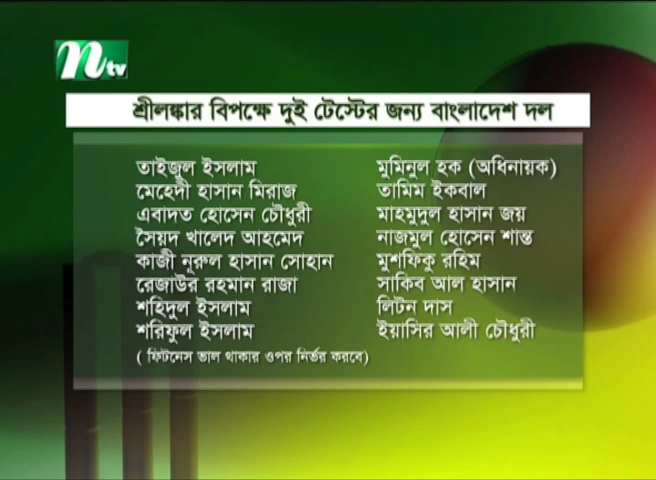 ntv
শ্রীলঙ্কার বিপক্ষে দুই টেস্টের জন্য বাংলাদেশ দল
তাইজুল ইসলাম
মেহেদী হাসান মিরাজ
এবাদত হোসেন চৌধুরী
সৈয়দ খালেদ আহমেদ
কাজী নূরুল হাসান সোহান
রেজাউর রহমান রাজা
শহিদুল ইসলাম
শরিফুল ইসলাম
( ফিটনেস ভাল থাকার ওপর নির্ভর করবে)
মুমিনুল হক (অধিনায়ক)
তামিম ইকবাল
মাহমুদুল হাসান জয়
নাজমুল হোসেন শান্ত
মুশফিকু রহিম
সাকিব আল হাসান
লিটন দাস
ইয়াসির আলী চৌধুরী